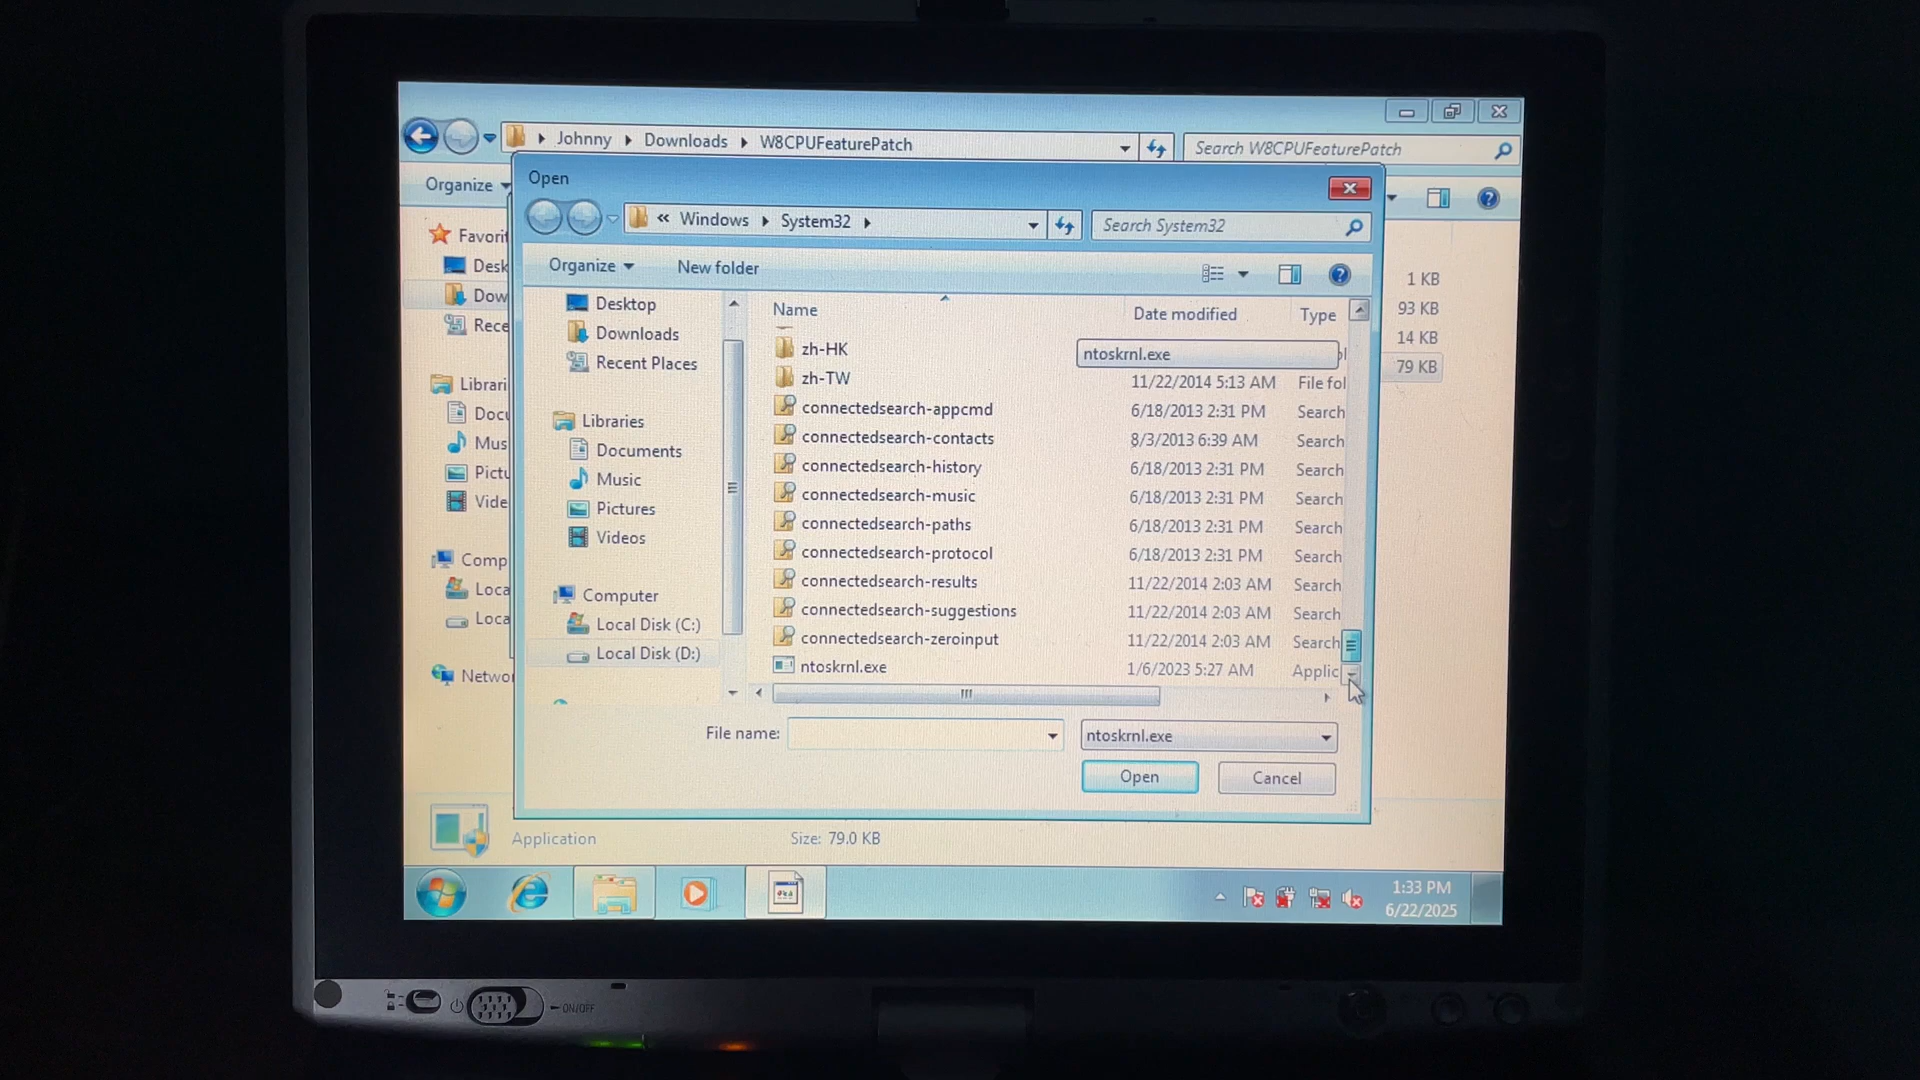 Johnny Downloads W8CPUFeaturePatch
Search W8CPUFeaturePatch
Organize
Favorit
Desk
Dow
Rece
Librari
Docu
Mus
Pictu
Vide
Comp
Loca
Loca
Netwo
1 KB
93 KB
14 KB
79 KB
Open
« Windows System32
Search System32
Organize New folder
Desktop
Downloads
Recent Places
Libraries
Documents
Music
Pictures
Videos
Computer
Local Disk (C:)
Local Disk (D:)
Name Date modified Type
zh-HK
ntoskrnl.exe
zh-TW 11/22/2014 5:13 AM File fol
connectedsearch-appcmd 6/18/2013 2:31 PM Search
connectedsearch-contacts 8/3/2013 6:39 AM Search
connectedsearch-history 6/18/2013 2:31 PM Search
connectedsearch-music 6/18/2013 2:31 PM Search
connectedsearch-paths 6/18/2013 2:31 PM Search
connectedsearch-protocol 6/18/2013 2:31 PM Search
connectedsearch-results 11/22/2014 2:03 AM Search
connectedsearch-suggestions 11/22/2014 2:03 AM Search
connectedsearch-zeroinput 11/22/2014 2:03 AM Search
ntoskrnl.exe 1/6/2023 5:27 AM Applic
File name: ntoskrnl.exe
Open Cancel
Application Size: 79.0 KB
1:33 PM
6/22/2025
ON/OFF